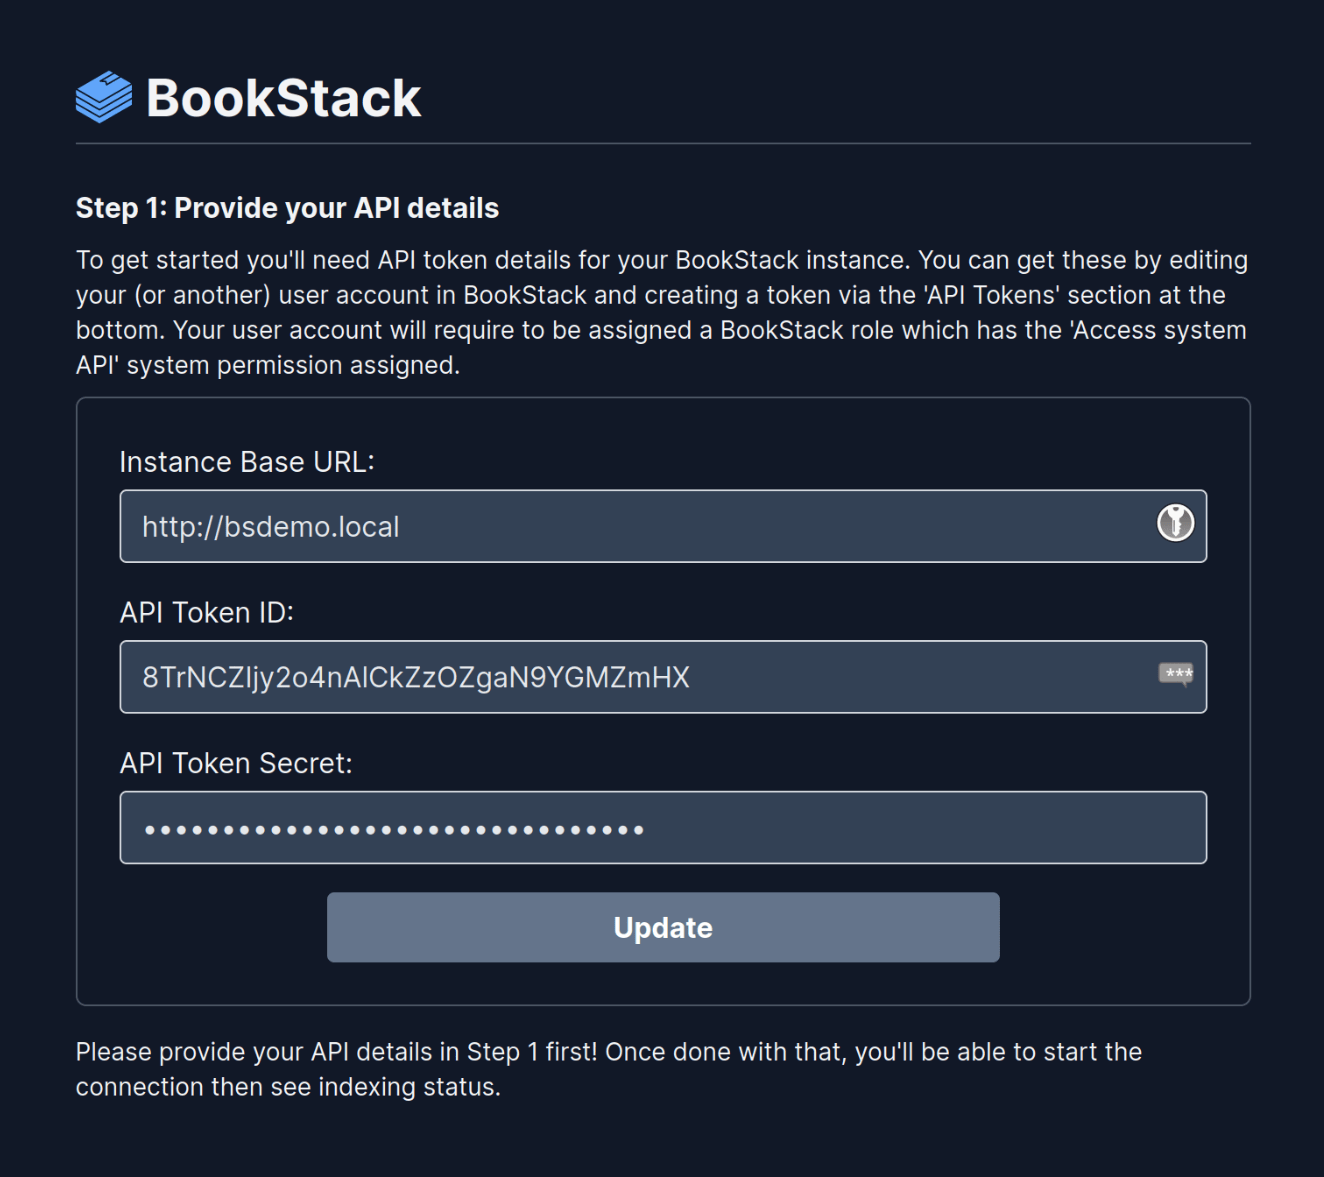 BookStack
Step 1: Provide your API details
To get started you'll need API token details for your BookStack instance. You can get these by editing
your (or another) user account in BookStack and creating a token via the 'API Tokens' section at the
bottom. Your user account will require to be assigned a BookStack role which has the 'Access system
API' system permission assigned.
Instance Base URL:
http://bsdemo.local
API Token ID:
8TrNCZIjy2o4nAICkZzOZgaN9YGMZmHX
***
API Token Secret:
••••••••••••••••••••••••••••••••
Update
Please provide your API details in Step 1 first! Once done with that, you'll be able to start the
connection then see indexing status.